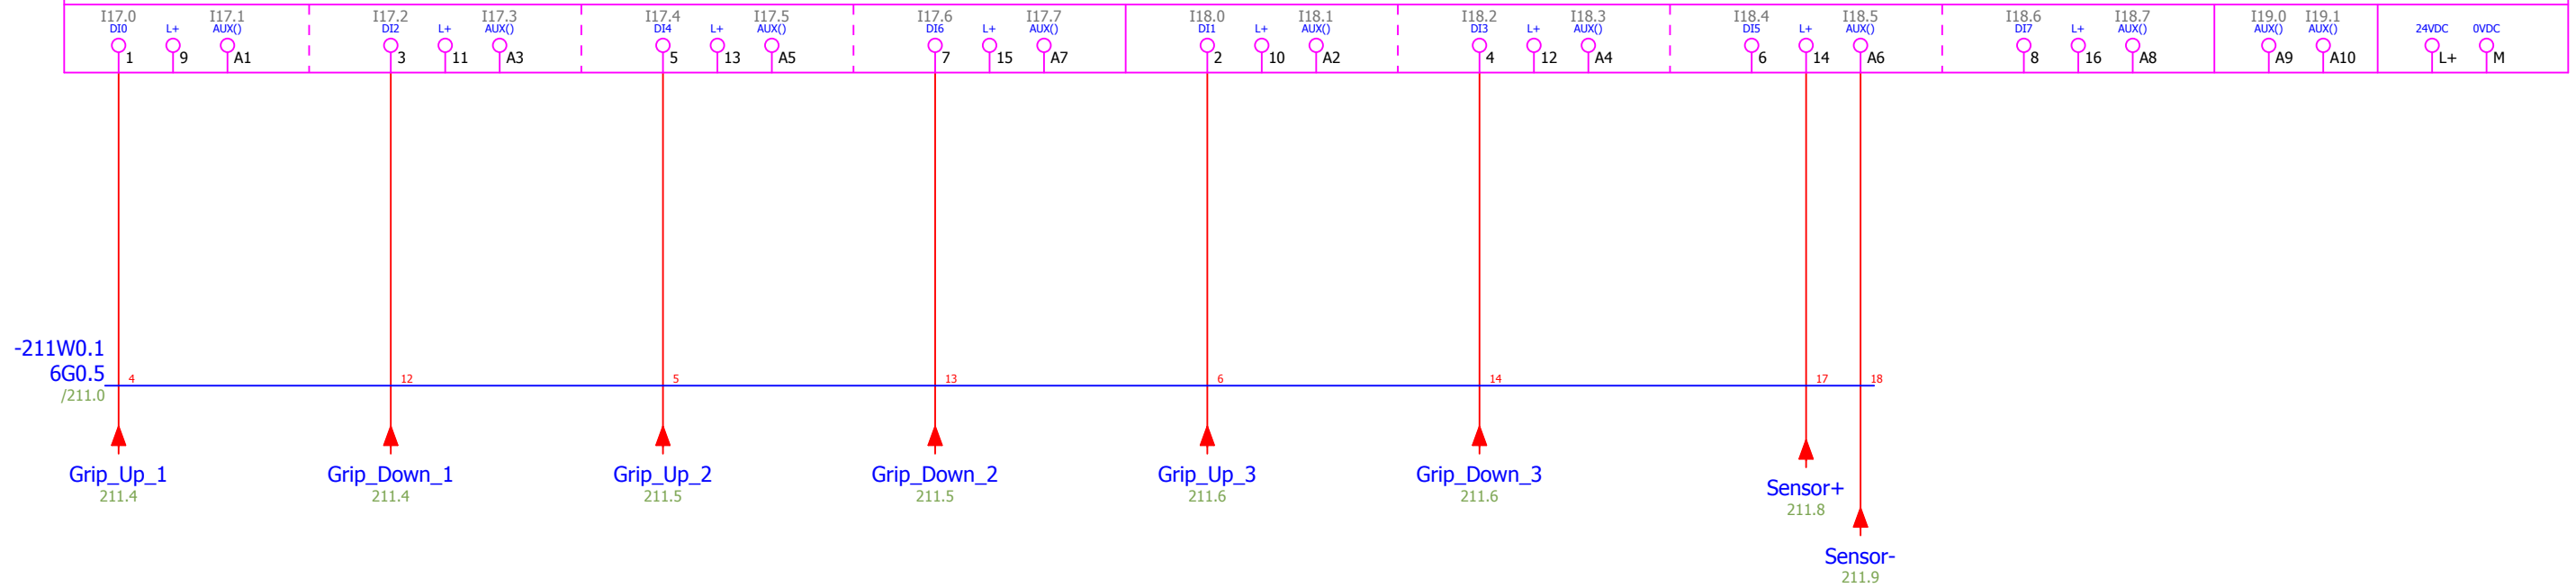 I17.0 I17.1 I17.2 I17.3 I17.4 I17.5 I17.6 I17.7 I18.0 I18.1 I18.2 I18.3 I18.4 I18.5 I18.6 I18.7 I19.0 I19.1
DI0 L+ AUX() DI2 L+ AUX() DI4 L+ AUX() DI6 L+ AUX() DI1 L+ AUX() DI3 L+ AUX() DI5 L+ AUX() DI7 L+ AUX() AUX() AUX() 24VDC 0VDC
1 9 A1 3 11 A3 5 13 A5 7 15 A7 2 10 A2 4 12 A4 6 14 A6 8 16 A8 A9 A10 L+ M
-211W0.1
6G0.5
/211.0
4 12 5 13 6 14 17 18
Grip_Up_1 Grip_Down_1 Grip_Up_2 Grip_Down_2 Grip_Up_3 Grip_Down_3
211.4 211.4 211.5 211.5 211.6 211.6
Sensor+
211.8
Sensor-
211.9